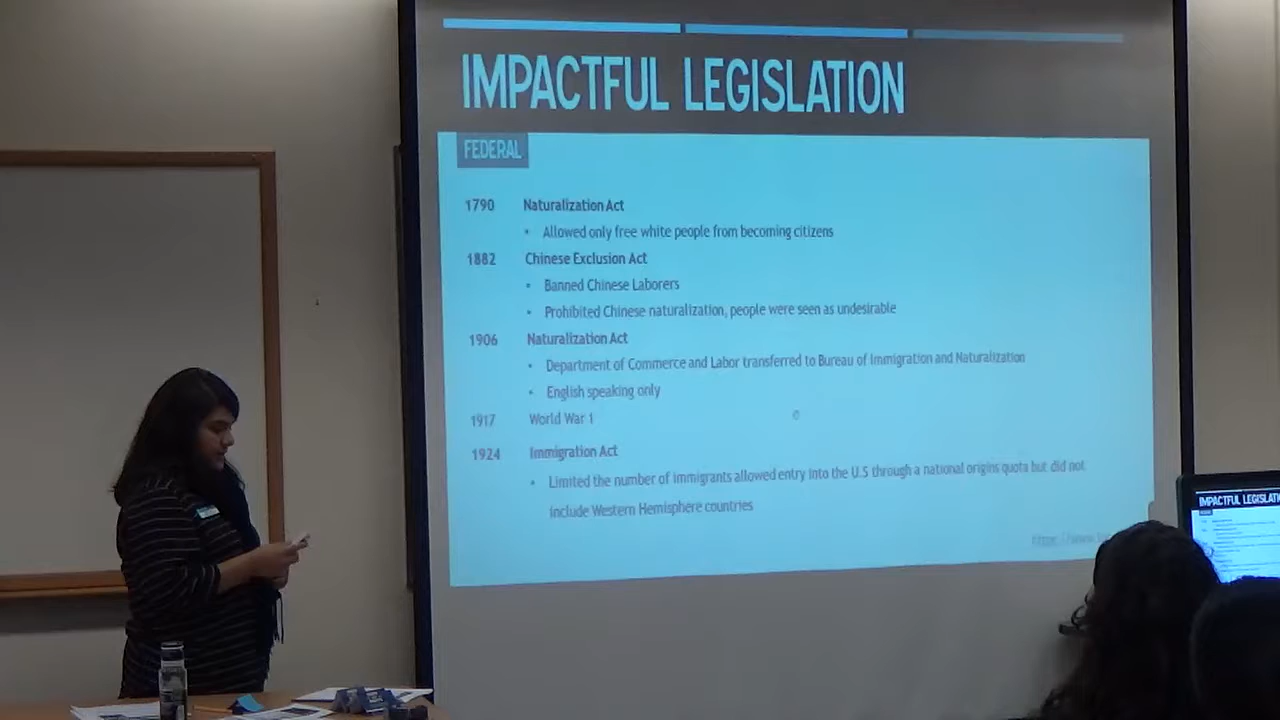 IMPACTFUL LEGISLATION
FEDERAL
1790 Naturalization Act
• Allowed only free white people from becoming citizens
1882 Chinese Exclusion Act
• Banned Chinese Laborers
• Prohibited Chinese naturalization, people were seen as undesirable
1906 Naturalization Act
• Department of Commerce and Labor transferred to Bureau of Immigration and Naturalization
• English speaking only
1917 World War 1
1924 Immigration Act
• Limited the number of immigrants allowed entry into the U.S through a national origins quota but did not
include Western Hemisphere countries
IMPACTFUL LEGISLATION